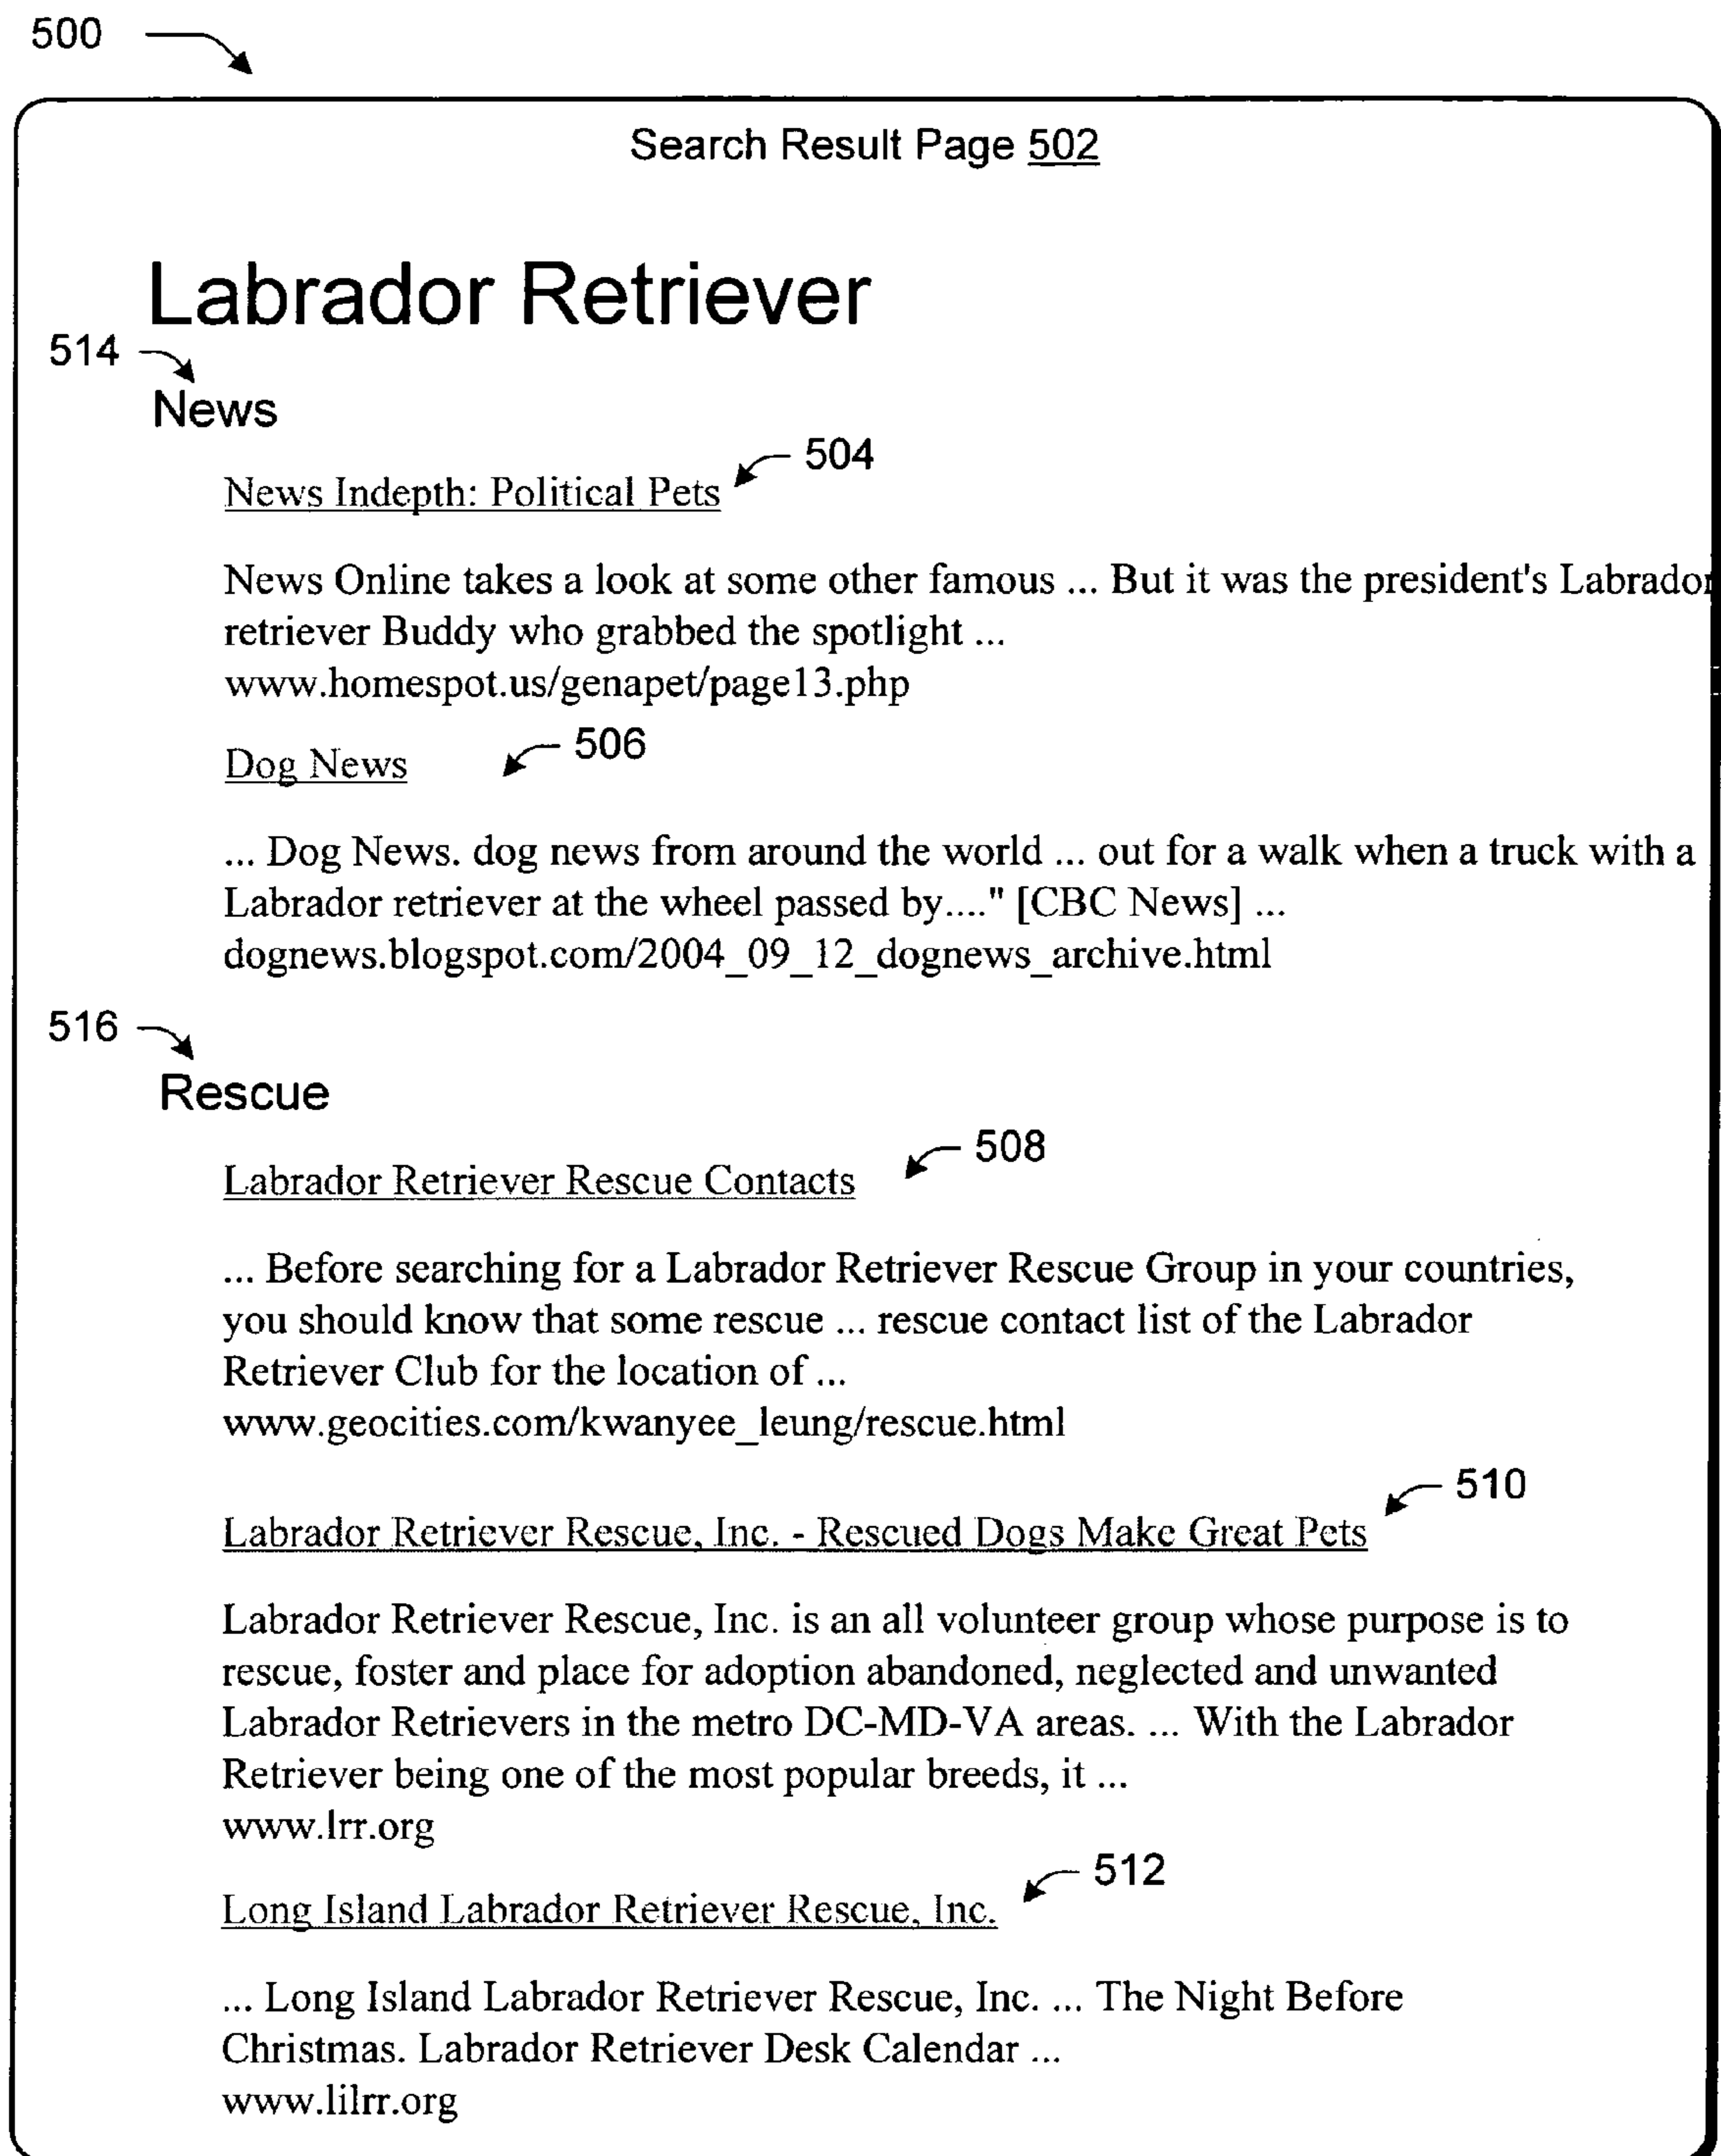 500
Search Result Page 502
Labrador Retriever
514
News
504
News Indepth: Political Pets
News Online takes a look at some other famous ... But it was the president's Labrador
retriever Buddy who grabbed the spotlight ...
www.homespot.us/genapet/page13.php
506
Dog News
... Dog News. dog news from around the world ... out for a walk when a truck with a
Labrador retriever at the wheel passed by...." [CBC News] ...
dognews.blogspot.com/2004_09_12_dognews_archive.html
516
Rescue
508
Labrador Retriever Rescue Contacts
... Before searching for a Labrador Retriever Rescue Group in your countries,
you should know that some rescue ... rescue contact list of the Labrador
Retriever Club for the location of ...
www.geocities.com/kwanyee_leung/rescue.html
510
Labrador Retriever Rescue, Inc. - Rescued Dogs Make Great Pets
Labrador Retriever Rescue, Inc. is an all volunteer group whose purpose is to
rescue, foster and place for adoption abandoned, neglected and unwanted
Labrador Retrievers in the metro DC-MD-VA areas. ... With the Labrador
Retriever being one of the most popular breeds, it ...
www.lrr.org
512
Long Island Labrador Retriever Rescue, Inc.
... Long Island Labrador Retriever Rescue, Inc. ... The Night Before
Christmas. Labrador Retriever Desk Calendar ...
www.lilrr.org